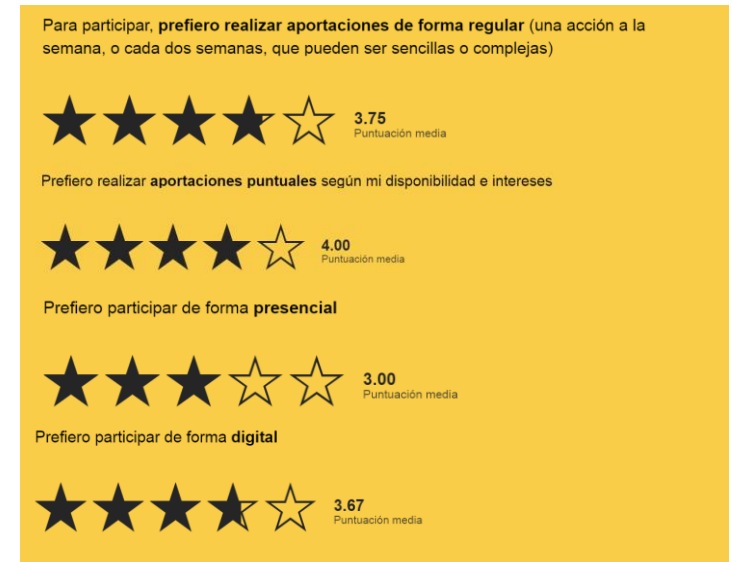 Para participar, prefiero realizar aportaciones de forma regular (una acción a la
semana, o cada dos semanas, que pueden ser sencillas o complejas)
3.75
Puntuación media
Prefiero realizar aportaciones puntuales según mi disponibilidad e intereses
4.00
Puntuación media
Prefiero participar de forma presencial
3.00
Puntuación media
Prefiero participar de forma digital
3.67
Puntuación media